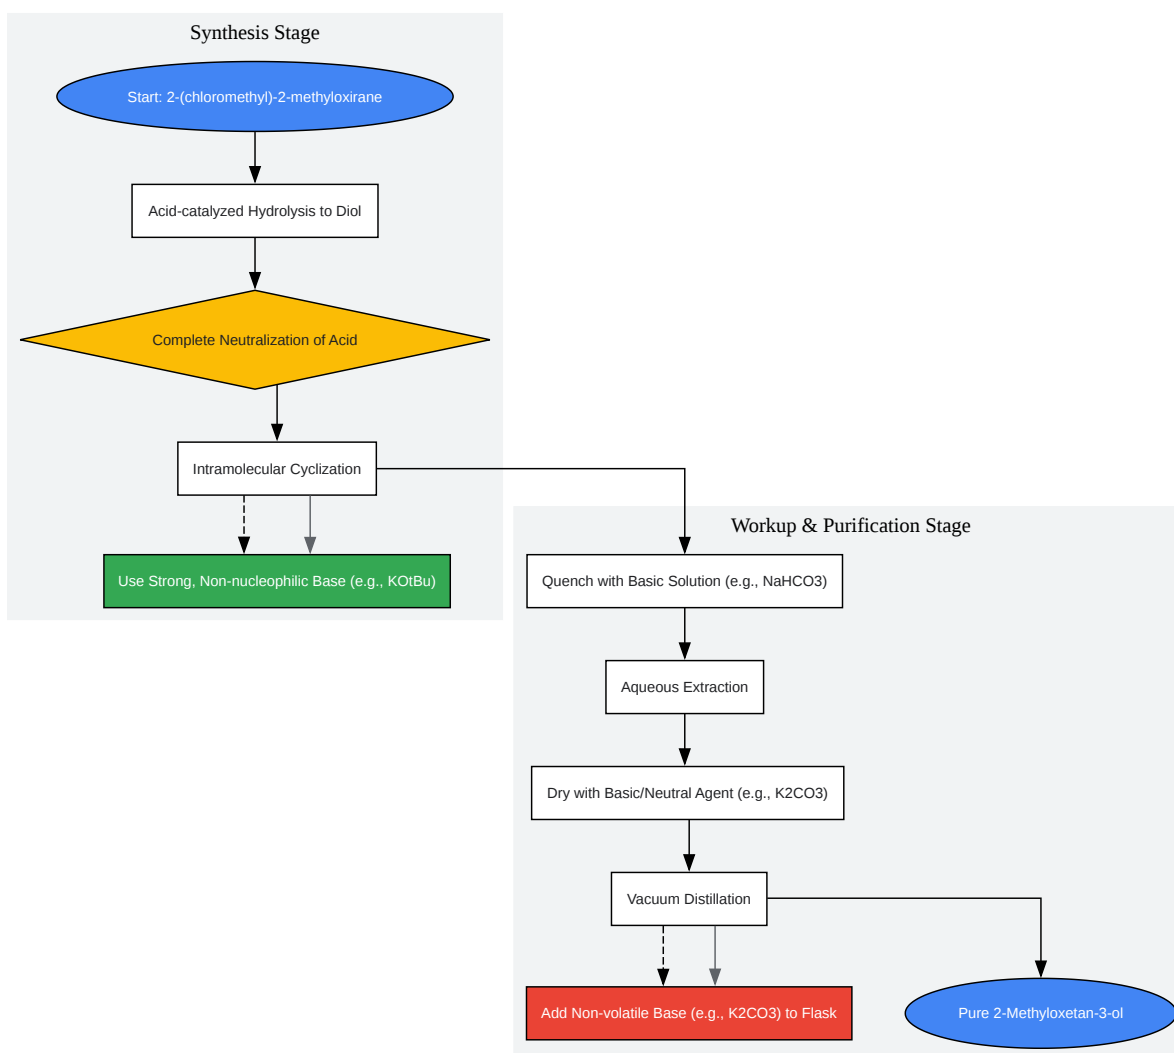 Synthesis Stage
Start: 2-(chloromethyl)-2-methyloxirane
Acid-catalyzed Hydrolysis to Diol
Complete Neutralization of Acid
Intramolecular Cyclization
Use Strong, Non-nucleophilic Base (e.g., KOtBu)
Workup & Purification Stage
Quench with Basic Solution (e.g., NaHCO3)
Aqueous Extraction
Dry with Basic/Neutral Agent (e.g., K2CO3)
Vacuum Distillation
Add Non-volatile Base (e.g., K2CO3) to Flask
Pure 2-Methyloxetan-3-ol